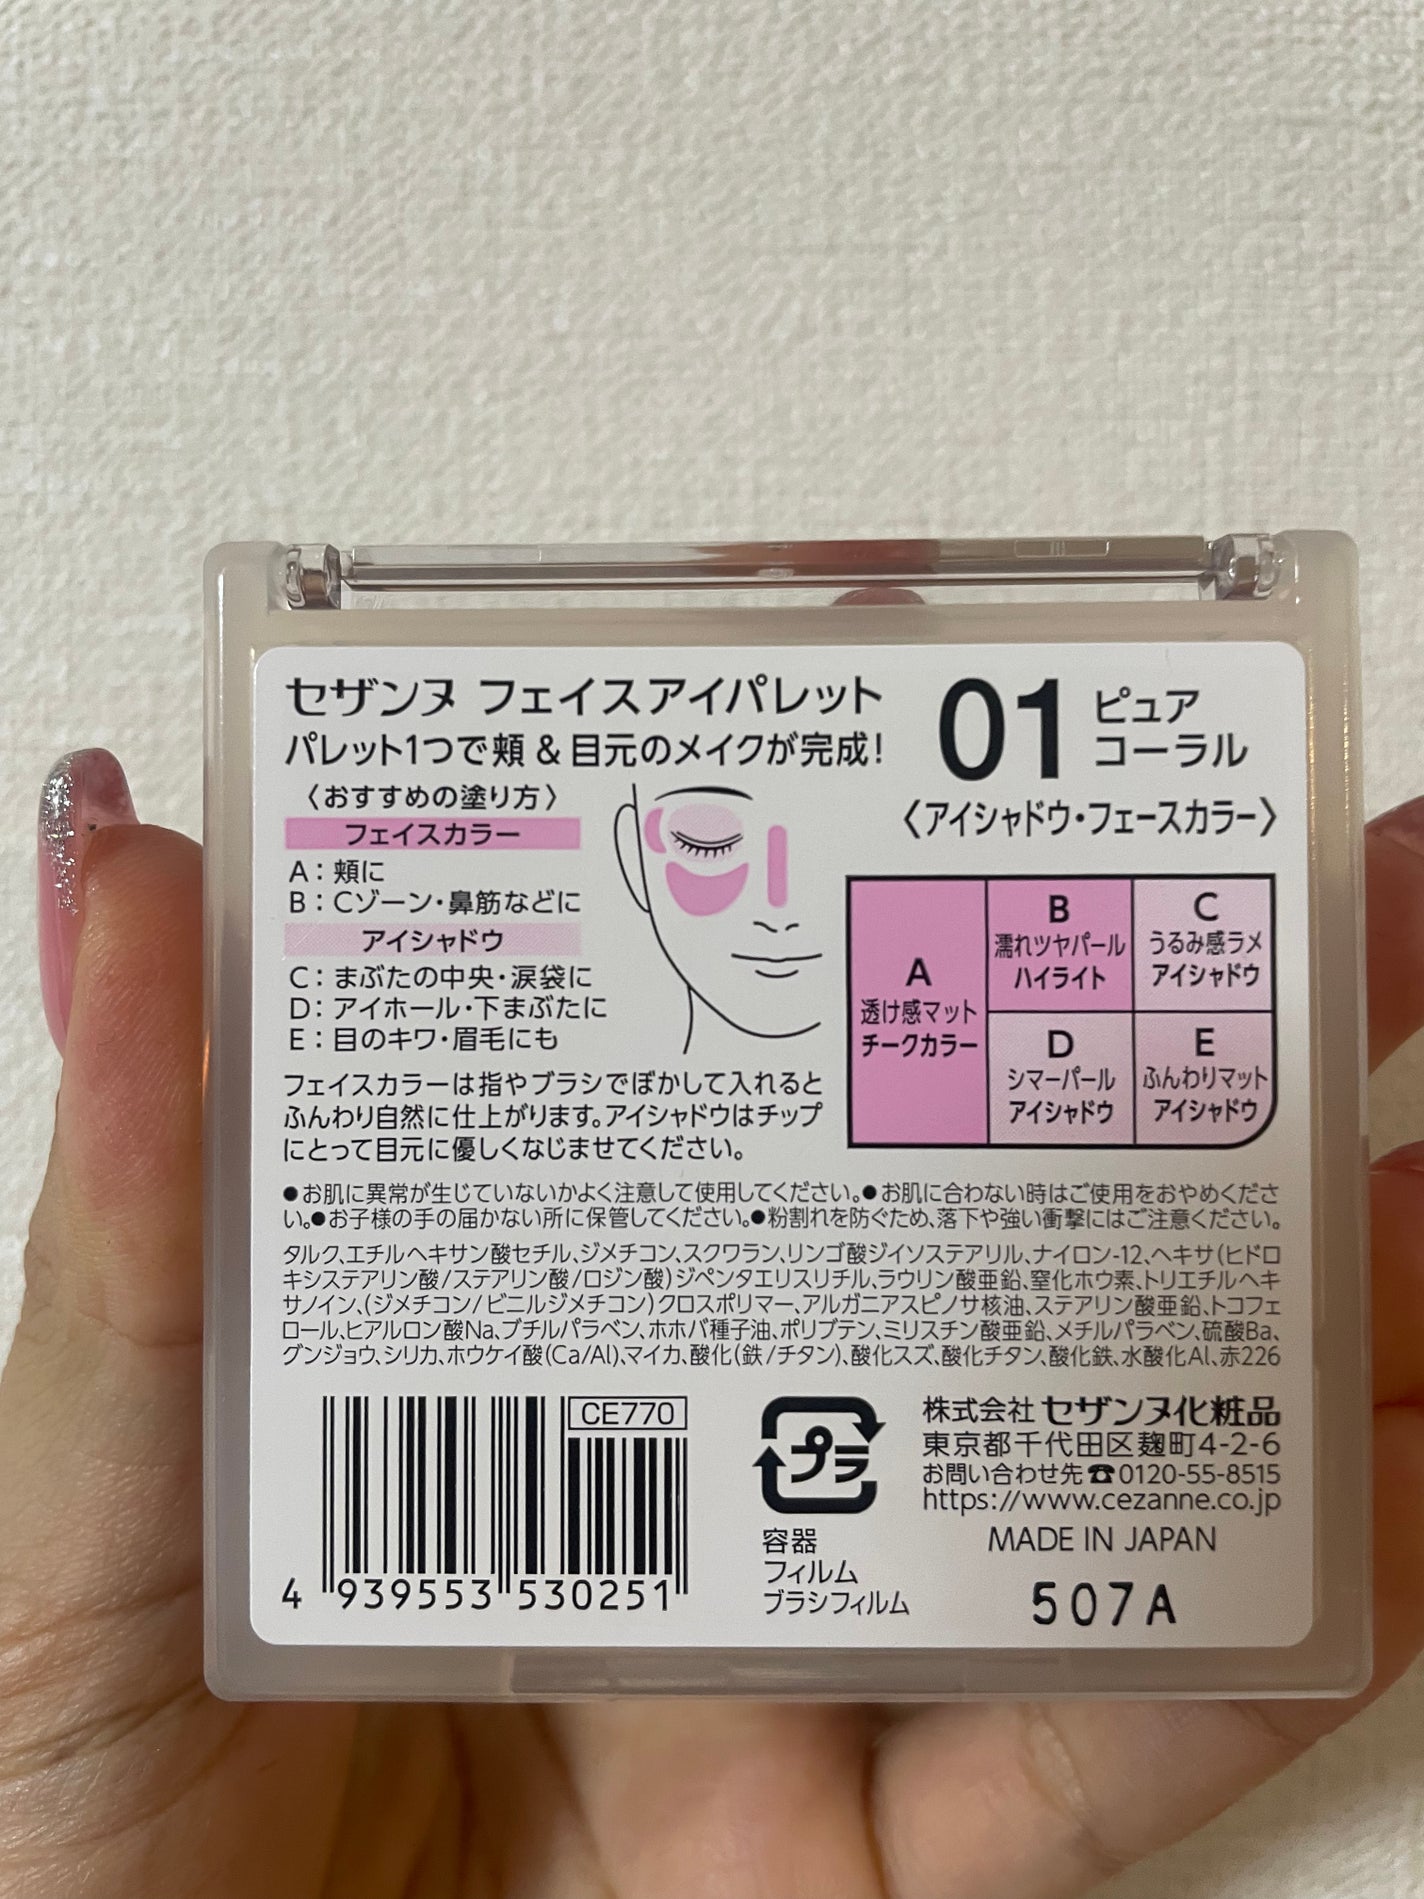 セザンヌ フェイスアイパレット
パレット1つで頬&目元のメイクが完成!
01 ピュア
コーラル
〈アイシャドウ・フェースカラー〉
〈おすすめの塗り方〉
フェイスカラー
A:頬に
B:Cゾーン・鼻筋などに
アイシャドウ
C:まぶたの中央・涙袋に
D:アイホール・下まぶたに
E:目のキワ・眉毛にも
フェイスカラーは指やブラシでぼかして入れると
ふんわり自然に仕上がります。アイシャドウはチップ
にとって目元に優しくなじませてください。
A
透け感マット
チークカラー
B
濡れツヤパール
ハイライト
C
うるみ感ラメ
アイシャドウ
D
シマーパール
アイシャドウ
E
ふんわりマット
アイシャドウ
●お肌に異常が生じていないかよく注意して使用してください。●お肌に合わない時はご使用をおやめくださ
い。●お子様の手の届かない所に保管してください。●粉割れを防ぐため、落下や強い衝撃にはご注意ください。
タルク、エチルヘキサン酸セチル、ジメチコン、スクワラン、リンゴ酸ジイソステアリル、ナイロン-12、ヘキサ(ヒドロ
キシステアリン酸/ステアリン酸/ロジン酸)ジペンタエリスリチル、ラウリン酸亜鉛、窒化ホウ素、トリエチルヘキ
サノイン、(ジメチコン/ビニルジメチコン)クロスポリマー、アルガニアスピノサ核油、ステアリン酸亜鉛、トコフェ
ロール、ヒアルロン酸Na、ブチルパラベン、ホホバ種子油、ポリブテン、ミリスチン酸亜鉛、メチルパラベン、硫酸Ba、
グンジョウ、シリカ、ホウケイ酸(Ca/Al)、マイカ、酸化(鉄/チタン)、酸化スズ、酸化チタン、酸化鉄、水酸化Al、赤226
CE770
4 939553 530251
プラ
容器
フィルム
ブラシフィルム
株式会社 セザンヌ化粧品
東京都千代田区麹町4-2-6
お問い合わせ先☎0120-55-8515
https://www.cezanne.co.jp
MADE IN JAPAN
507A